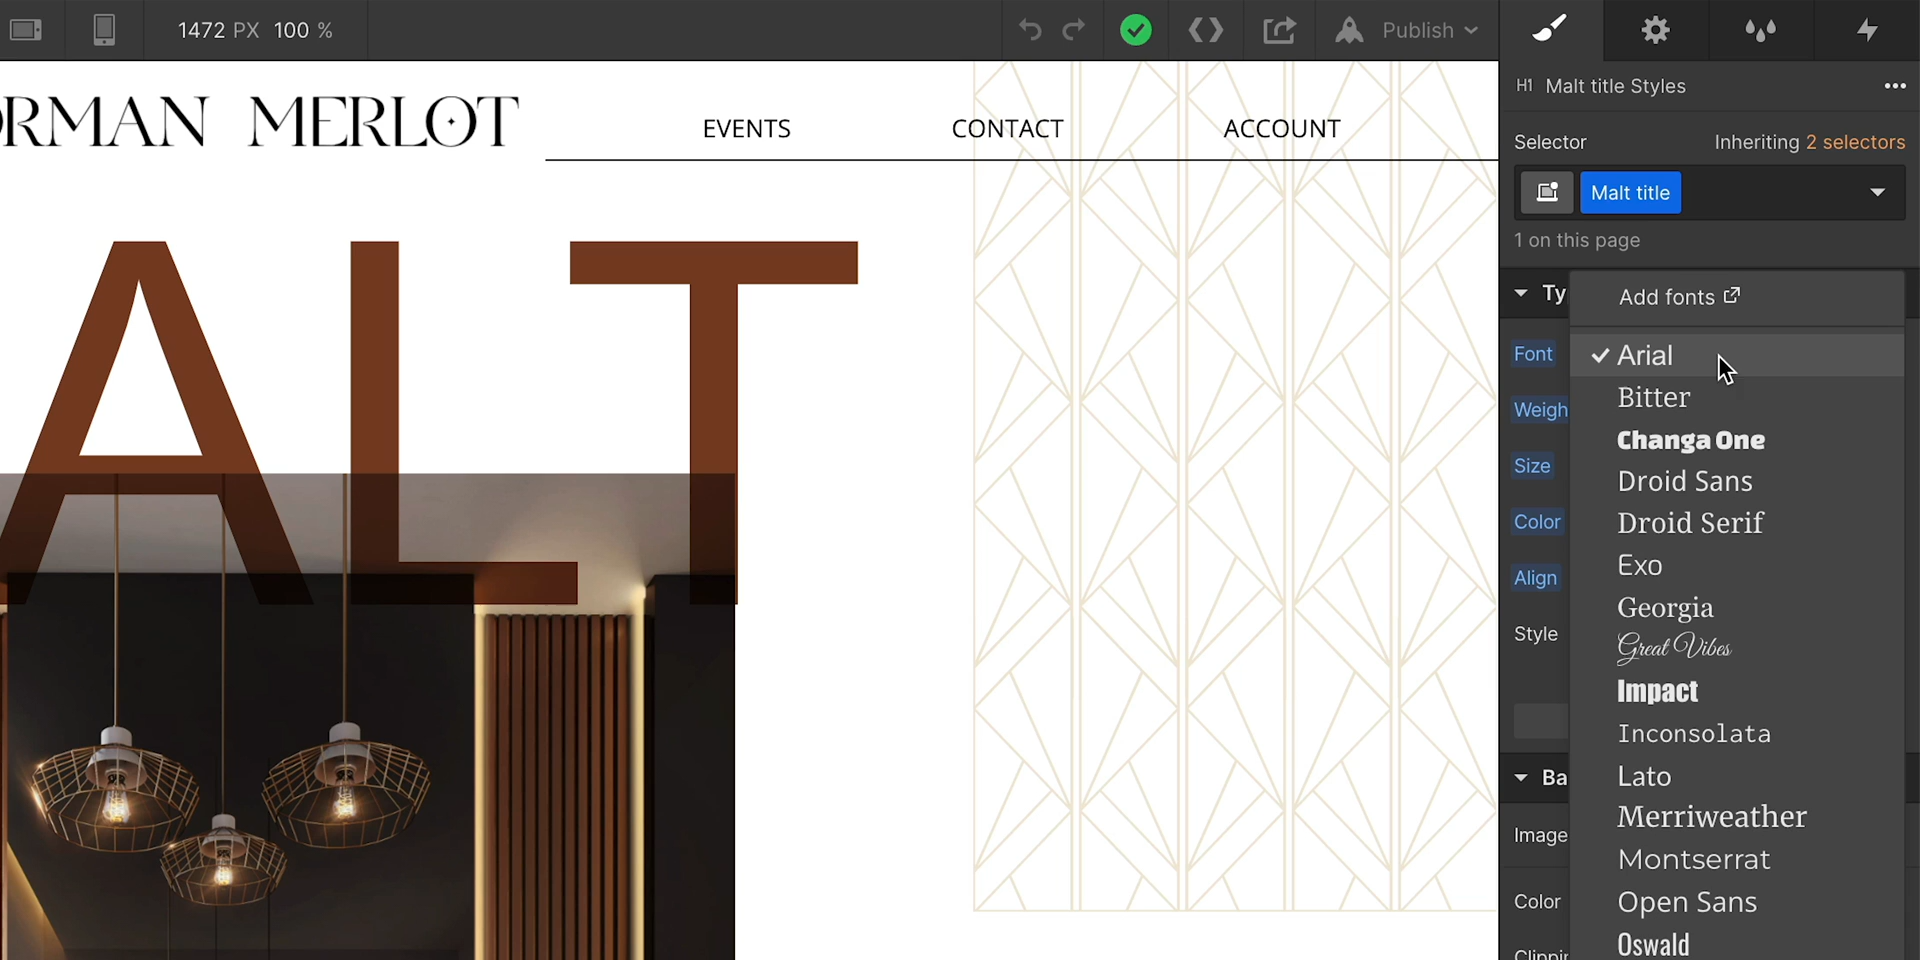 1472 PX 100 %
Publish
H1 Malt title Styles
ORMAN MERLOT
EVENTS
CONTACT
ACCOUNT
Selector
Inheriting 2 selectors
Malt title
1 on this page
ALT
Ty
Add fonts
Font
Arial
Bitter
Weigh
Changa One
Size
Droid Sans
Color
Droid Serif
Align
Exo
Georgia
Style
Great Vibes
Impact
Inconsolata
Ba
Lato
Image
Merriweather
Montserrat
Color
Open Sans
Oswald
Clippin